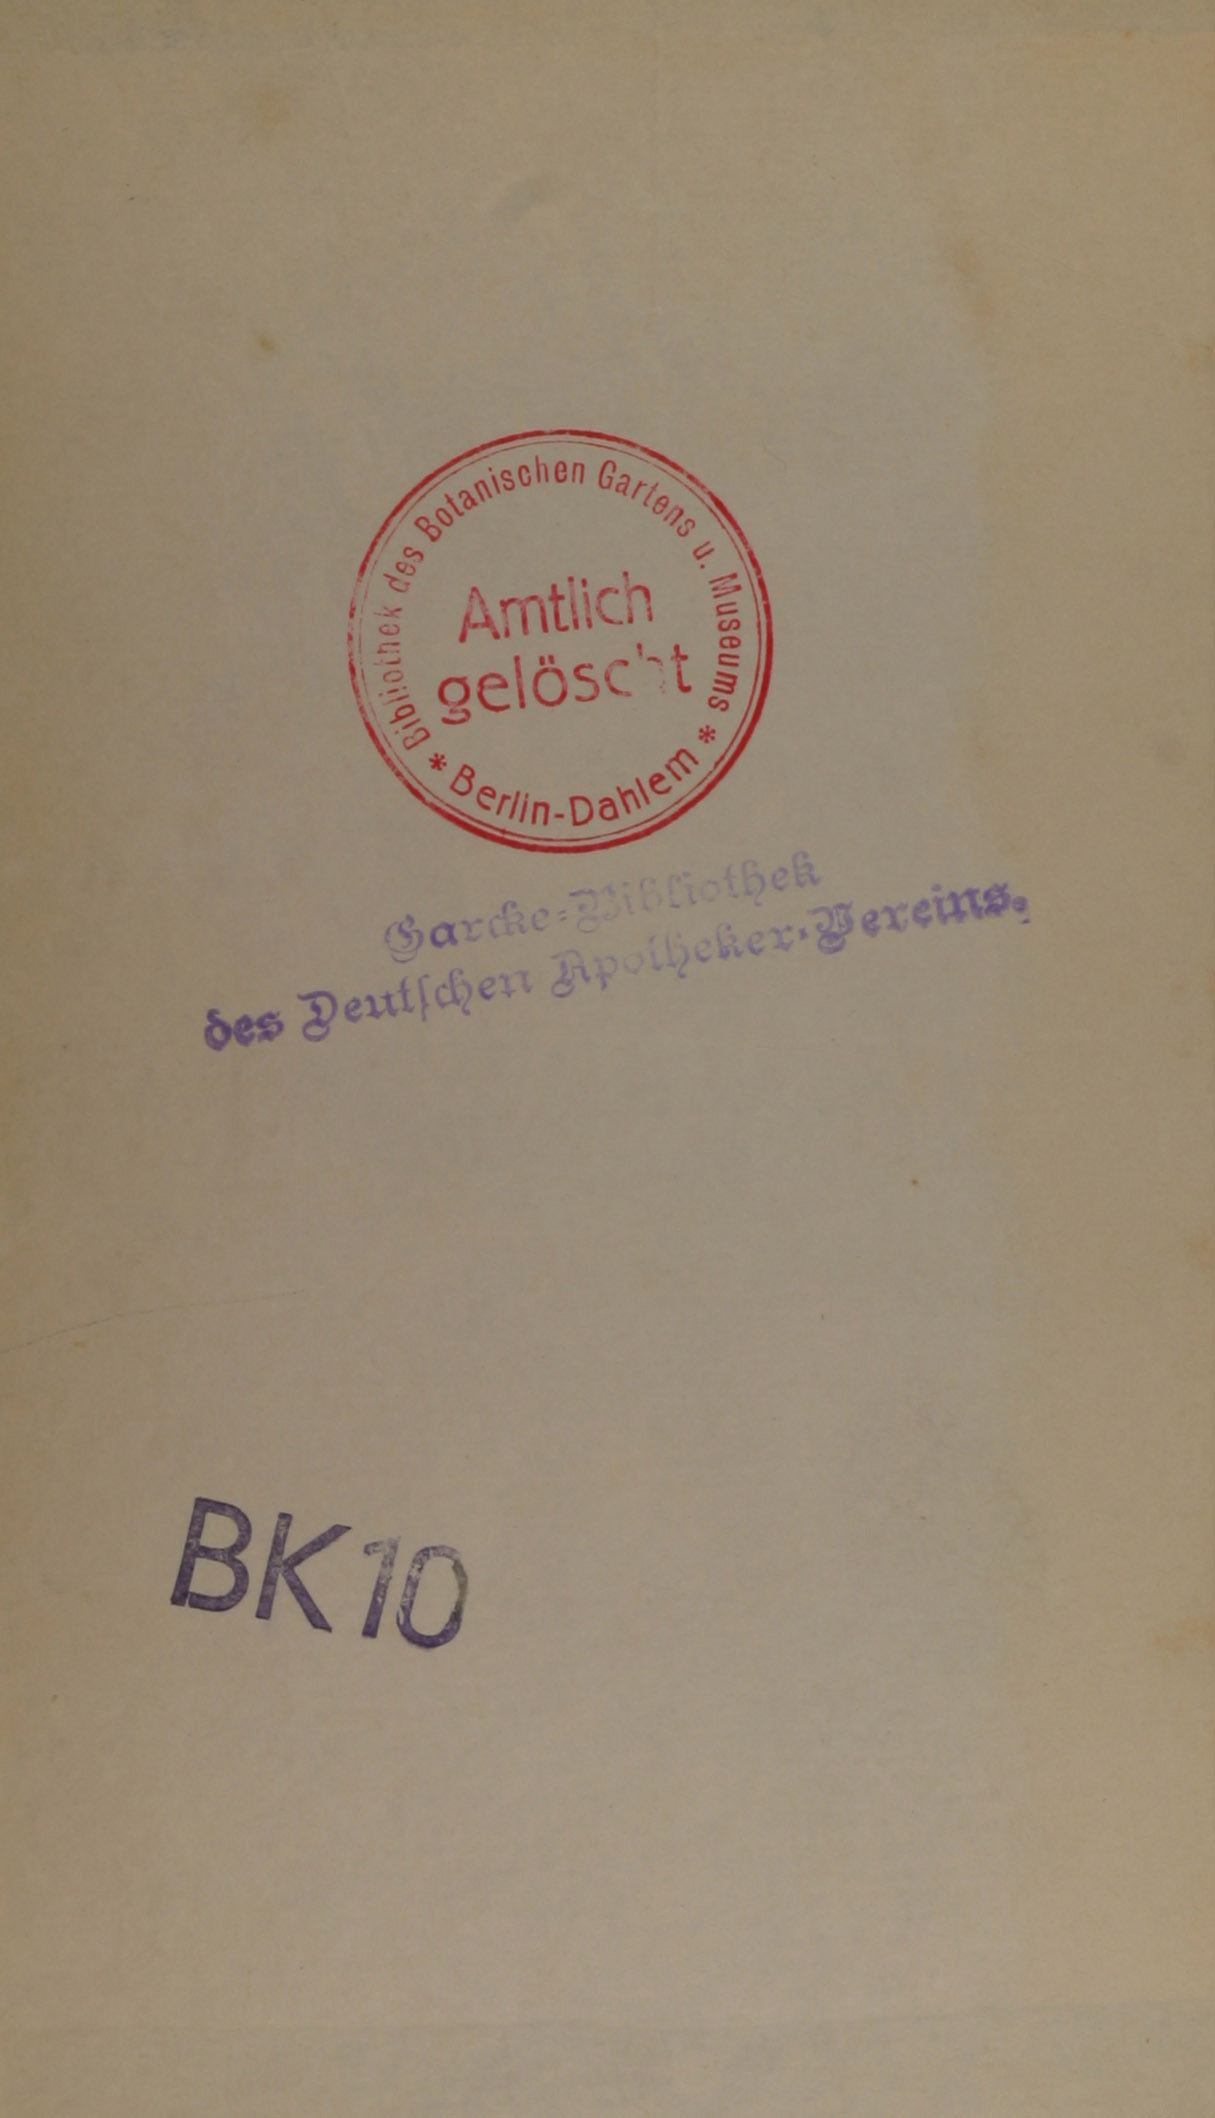 Bibliothek des Botanischen Gartens u. Museums
Amtlich
gelöscht
* Berlin-Dahlem *
Garcke-Bibliothek
des Deutschen Apotheker-Vereins.
BK10